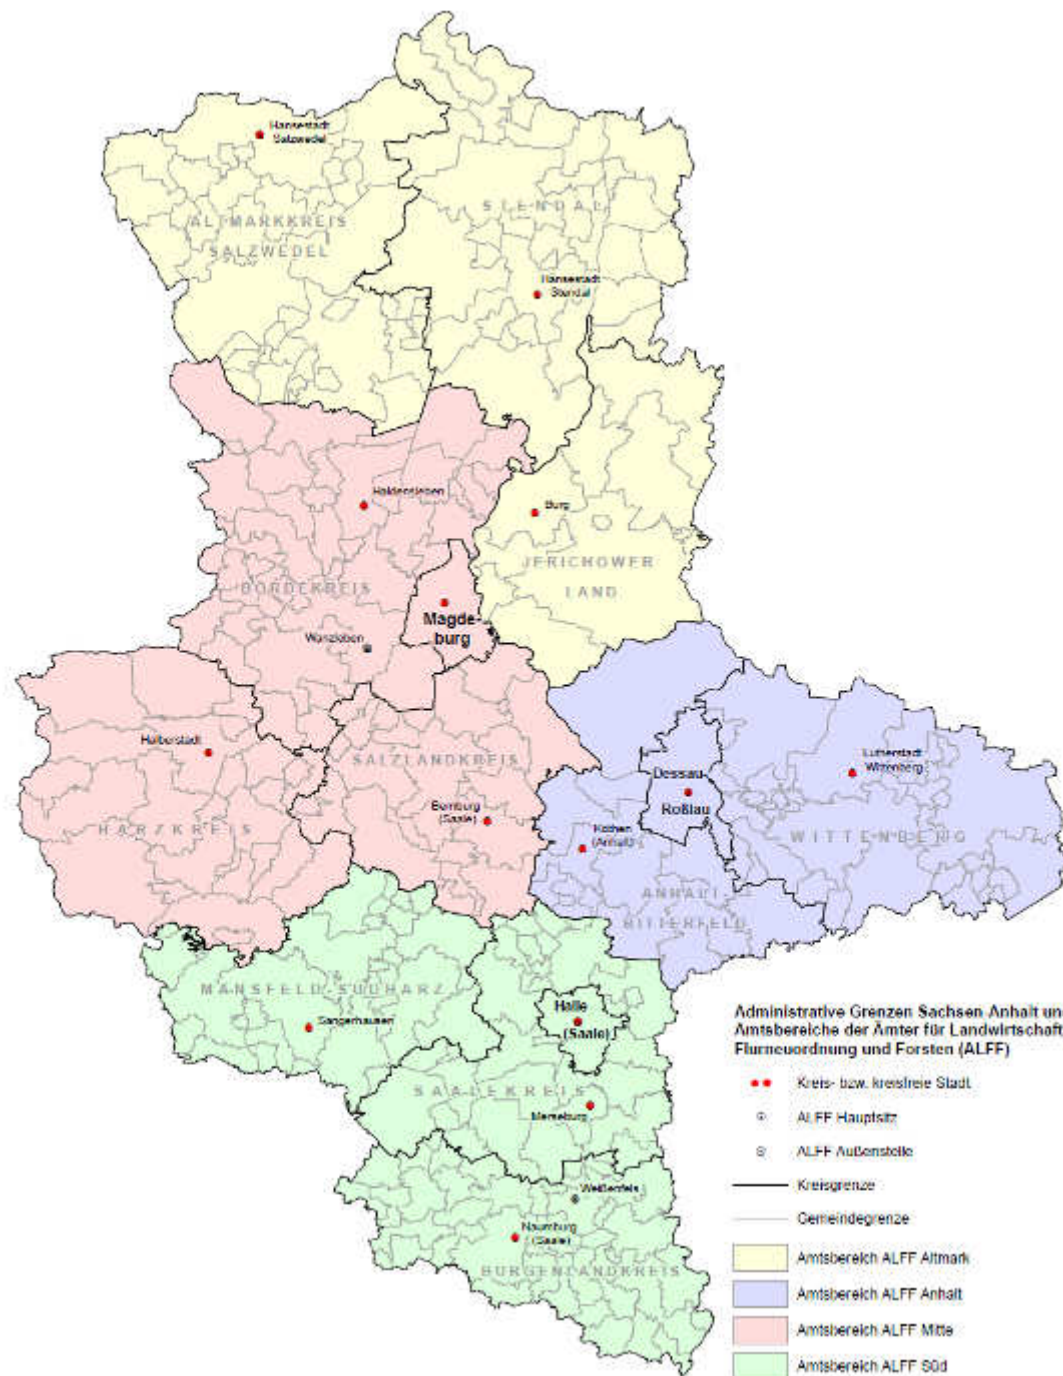 Hansestadt
Salzwedel
ALTMARKKREIS
SALZWEDEL
STENDAL
Hansestadt
Stendal
Haldensleben
Burg
JERICHOWER
LAND
BÖRDEKREIS
Magde-
burg
Wanzleben
Halberstadt
SALZLANDKREIS
Bernburg
(Saale)
HARZKREIS
Dessau
Roßlau
Lutherstadt
Wittenberg
WITTENBERG
Köthen
(Anhalt)
ANHALT
BITTERFELD
MANSFELD-SÜDHARZ
Sangerhausen
Halle
(Saale)
SAALEKREIS
Merseburg
Weißenfels
Naumburg
(Saale)
BURGENLANDKREIS
Administrative Grenzen Sachsen-Anhalt un
Amtsbereiche der Ämter für Landwirtschaft
Flurneuordnung und Forsten (ALFF)
Kreis- bzw. kreisfreie Stadt
ALFF Hauptsitz
ALFF Außenstelle
Kreisgrenze
Gemeindegrenze
Amtsbereich ALFF Altmark
Amtsbereich ALFF Anhalt
Amtsbereich ALFF Mitte
Amtsbereich ALFF Süd